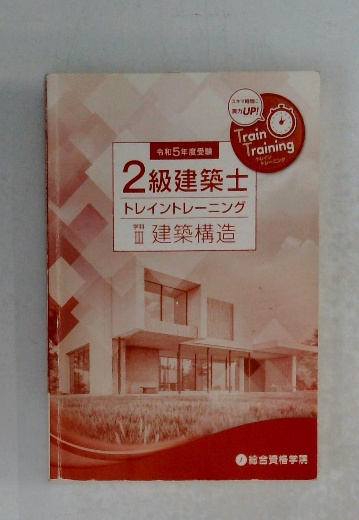 スキマ時間に
実力UP!
Train
Training
トレイン
トレーニング
令和5年度受験
2級建築士
トレイントレーニング
学科
Ⅲ 建築構造
総合資格学院